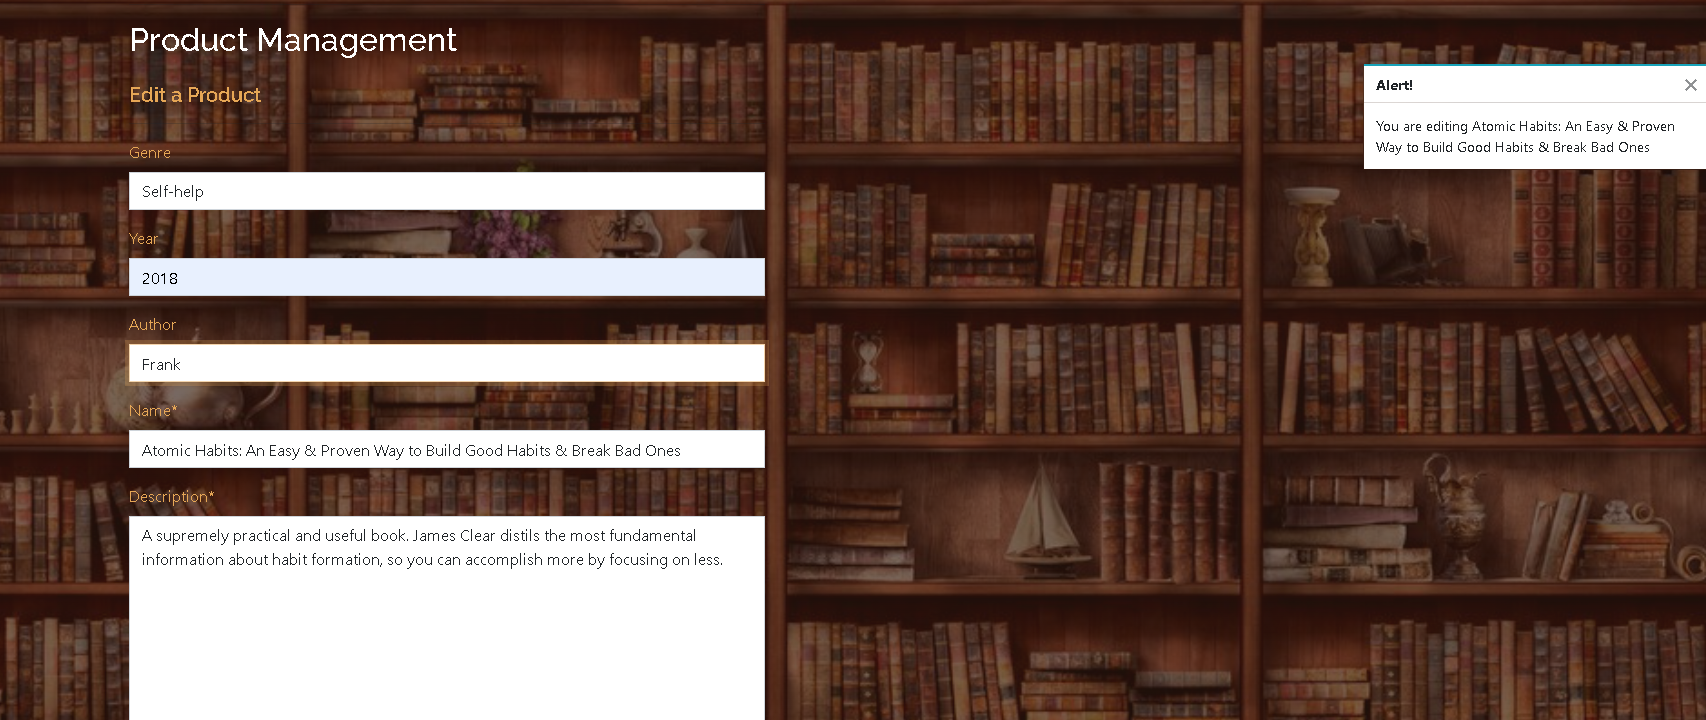 Product Management
Edit a Product
Alert!
You are editing Atomic Habits: An Easy & Proven
Way to Build Good Habits & Break Bad Ones
Genre
Self-help
Year
2018
Author
Frank
Name*
Atomic Habits: An Easy & Proven Way to Build Good Habits & Break Bad Ones
Description*
A supremely practical and useful book. James Clear distils the most fundamental
information about habit formation, so you can accomplish more by focusing on less.